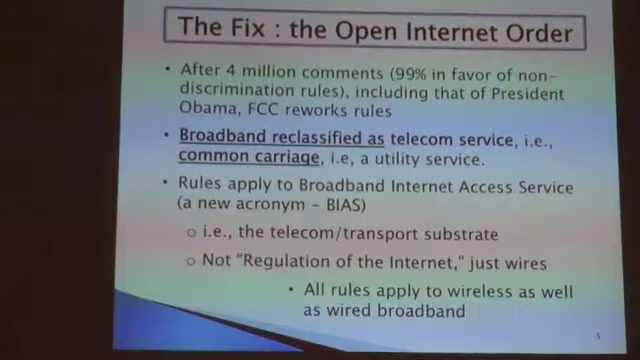 The Fix : the Open Internet Order
• After 4 million comments (99% in favor of non-
discrimination rules), including that of President
Obama, FCC reworks rules
• Broadband reclassified as telecom service, i.e.,
common carriage, i.e, a utility service.
• Rules apply to Broadband Internet Access Service
(a new acronym – BIAS)
o i.e., the telecom/transport substrate
o Not "Regulation of the Internet," just wires
• All rules apply to wireless as well
as wired broadband
5